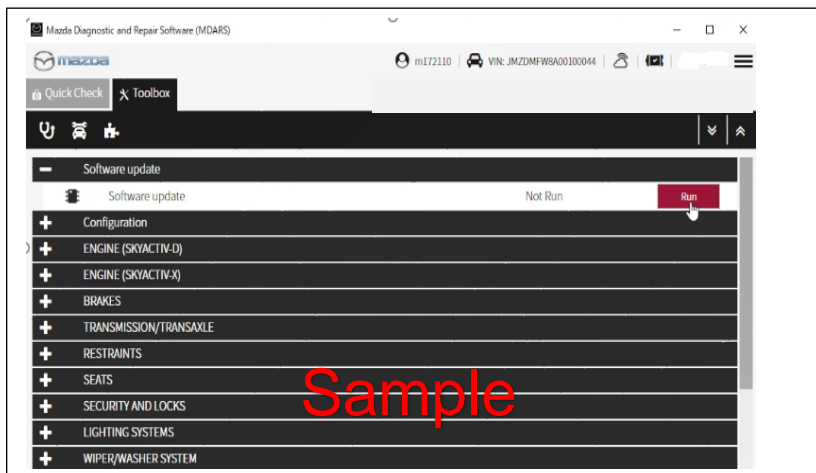 Mazda Diagnostic and Repair Software (MDARS)
mazda
m172110 | VIN: JMZDMFW8A00100044
Quick Check
Toolbox
Software update
Software update Not Run Run
Configuration
ENGINE (SKYACTIV-D)
ENGINE (SKYACTIV-X)
BRAKES
TRANSMISSION/TRANSAXLE
RESTRAINTS
SEATS
Sample
SECURITY AND LOCKS
LIGHTING SYSTEMS
WIPER/WASHER SYSTEM